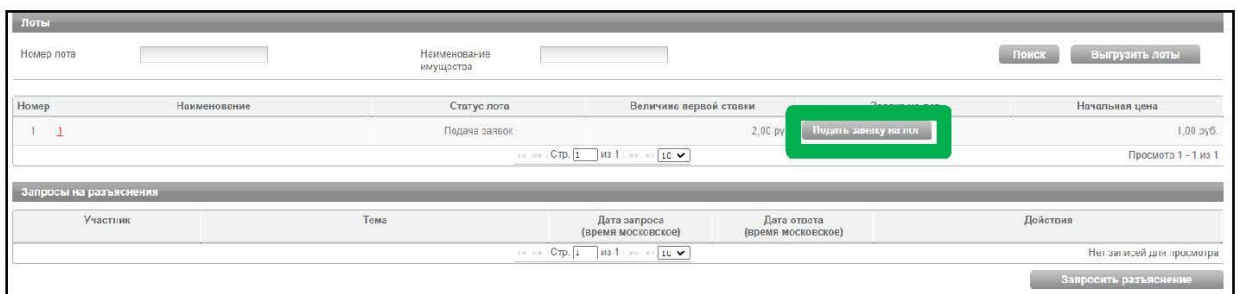 Лоты
Номер лота
Наименование имущества
Поиск
Выгрузить лоты
Номер Наименование Статус лота Величина первой ставки Заявка на лот Начальная цена
1 1 Подача заявок 2,00 ру Подать заявку на лот 1,00 руб.
Стр. 1 из 1 10 Просмотр 1 - 1 из 1
Запросы на разъяснения
Участник Тема Дата запроса (время московское) Дата ответа (время московское) Действия
Стр. 1 из 1 10 Нет записей для просмотра
Запросить разъяснение